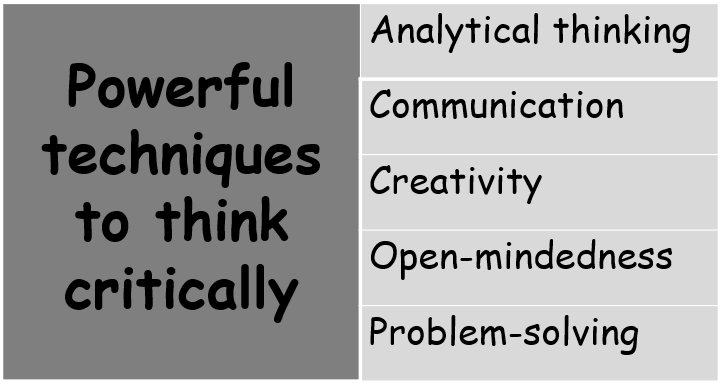 Powerful
techniques
to think
critically
Analytical thinking
Communication
Creativity
Open-mindedness
Problem-solving